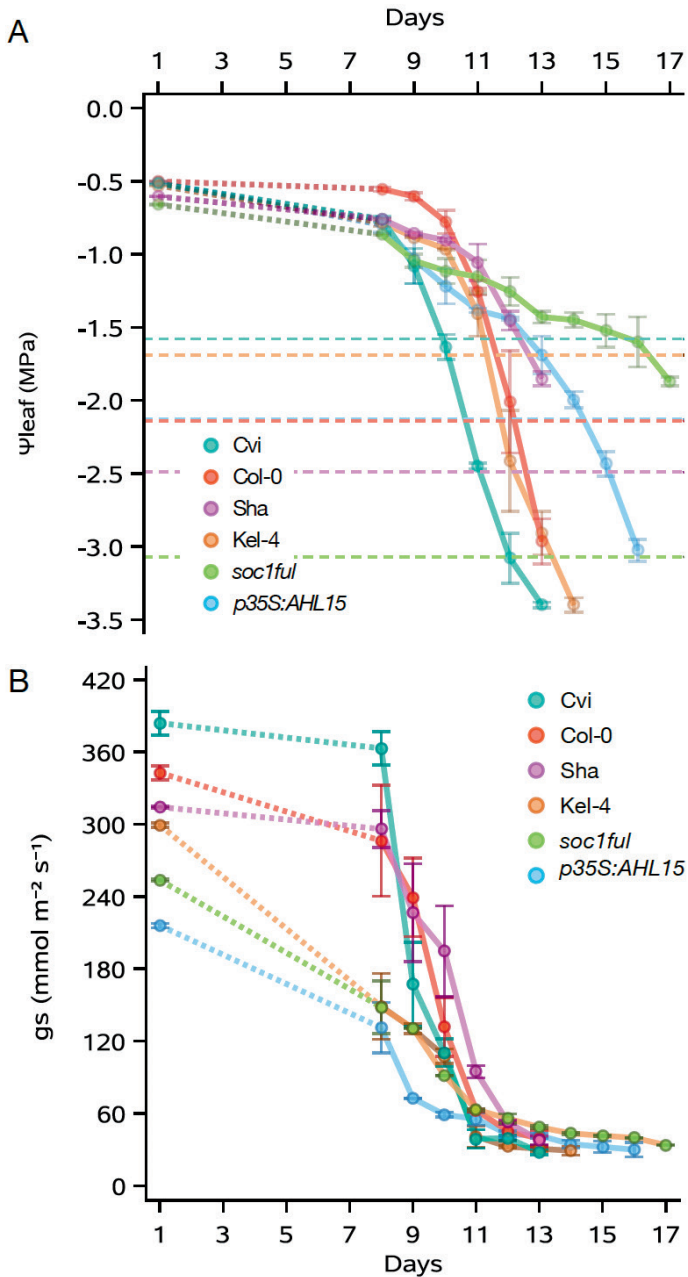 A
Days
1 3 5 7 9 11 13 15 17
0.0
-0.5
-1.0
-1.5
-2.0
-2.5
-3.0
-3.5
Ψleaf (MPa)
Cvi
Col-0
Sha
Kel-4
soc1ful
p35S:AHL15
B
420
360
300
240
180
120
60
0
gs (mmol m⁻² s⁻¹)
Cvi
Col-0
Sha
Kel-4
soc1ful
p35S:AHL15
1 3 5 7 9 11 13 15 17
Days